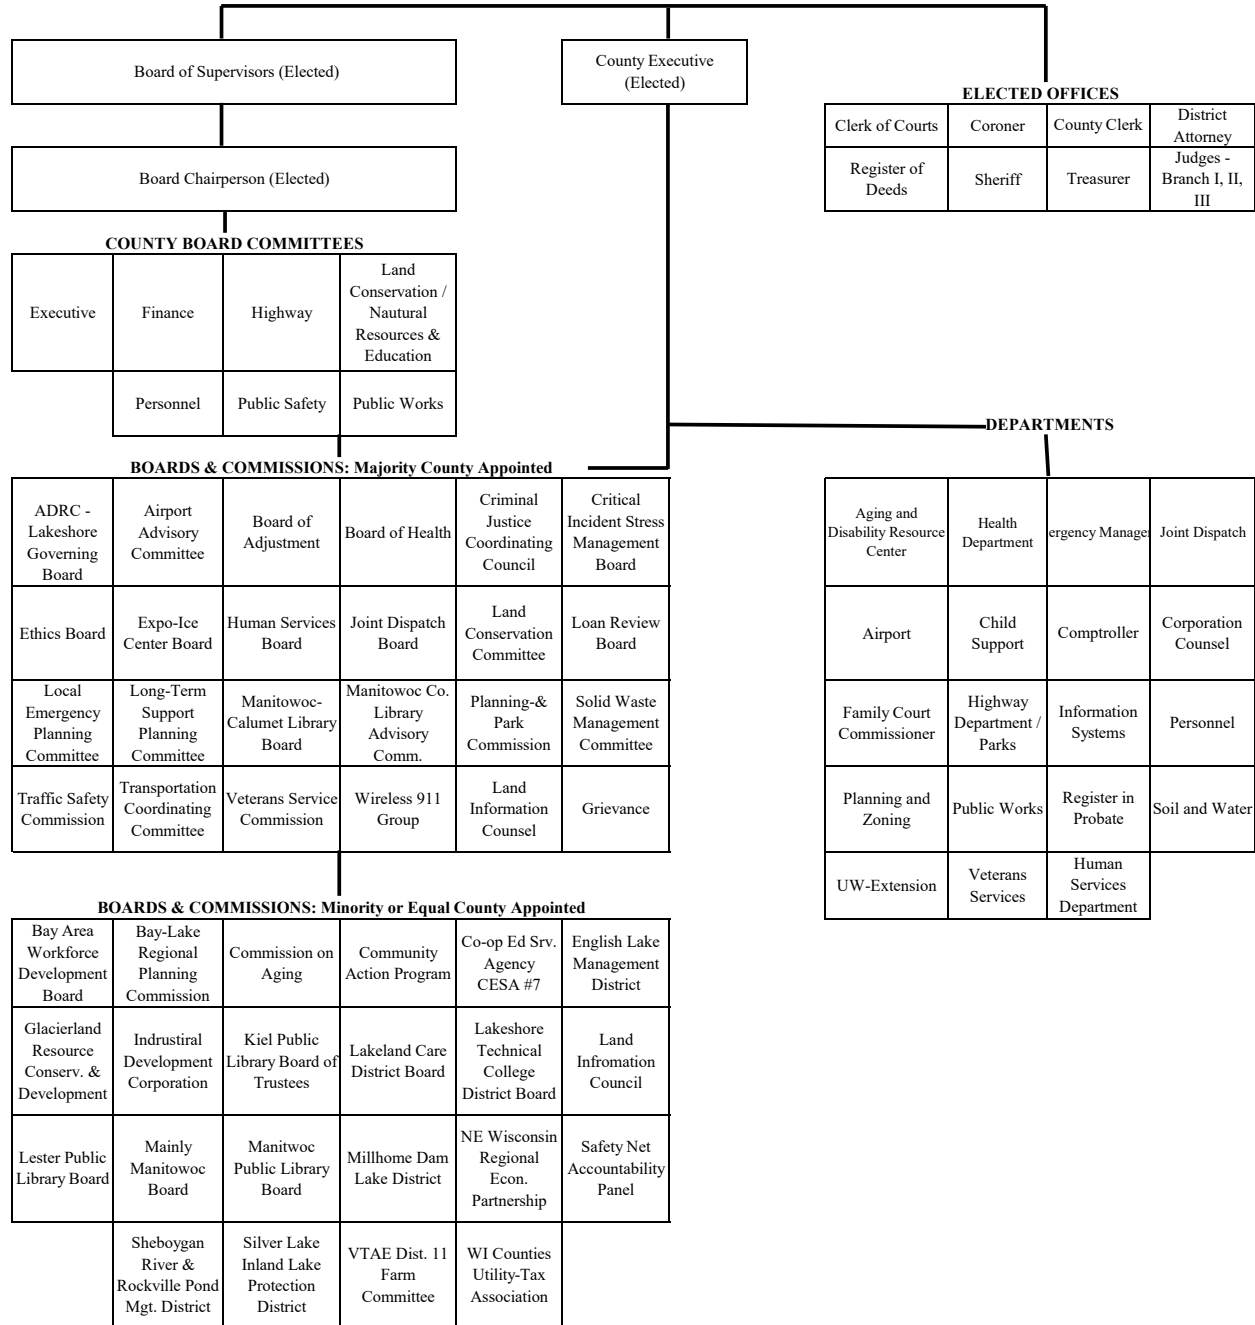 Board of Supervisors (Elected)
County Executive
(Elected)
ELECTED OFFICES
Clerk of Courts
Coroner
County Clerk
District
Attorney
Register of
Deeds
Sheriff
Treasurer
Judges -
Branch I, II,
III
Board Chairperson (Elected)
COUNTY BOARD COMMITTEES
Executive
Finance
Highway
Land
Conservation /
Nautural
Resources &
Education
Personnel
Public Safety
Public Works
DEPARTMENTS
BOARDS & COMMISSIONS: Majority County Appointed
ADRC -
Lakeshore
Governing
Board
Airport
Advisory
Committee
Board of
Adjustment
Board of Health
Criminal
Justice
Coordinating
Council
Critical
Incident Stress
Management
Board
Ethics Board
Expo-Ice
Center Board
Human Services
Board
Joint Dispatch
Board
Land
Conservation
Committee
Loan Review
Board
Local
Emergency
Planning
Committee
Long-Term
Support
Planning
Committee
Manitowoc-
Calumet Library
Board
Manitowoc Co.
Library
Advisory
Comm.
Planning-&
Park
Commission
Solid Waste
Management
Committee
Traffic Safety
Commission
Transportation
Coordinating
Committee
Veterans Service
Commission
Wireless 911
Group
Land
Information
Counsel
Grievance
Aging and
Disability Resource
Center
Health
Department
ergency Manager
Joint Dispatch
Airport
Child
Support
Comptroller
Corporation
Counsel
Family Court
Commissioner
Highway
Department /
Parks
Information
Systems
Personnel
Planning and
Zoning
Public Works
Register in
Probate
Soil and Water
UW-Extension
Veterans
Services
Human
Services
Department
BOARDS & COMMISSIONS: Minority or Equal County Appointed
Bay Area
Workforce
Development
Board
Bay-Lake
Regional
Planning
Commission
Commission on
Aging
Community
Action Program
Co-op Ed Srv.
Agency
CESA #7
English Lake
Management
District
Glacierland
Resource
Conserv. &
Development
Indrustiral
Development
Corporation
Kiel Public
Library Board of
Trustees
Lakeland Care
District Board
Lakeshore
Technical
College
District Board
Land
Infromation
Council
Lester Public
Library Board
Mainly
Manitowoc
Board
Manitwoc
Public Library
Board
Millhome Dam
Lake District
NE Wisconsin
Regional
Econ.
Partnership
Safety Net
Accountability
Panel
Sheboygan
River &
Rockville Pond
Mgt. District
Silver Lake
Inland Lake
Protection
District
VTAE Dist. 11
Farm
Committee
WI Counties
Utility-Tax
Association